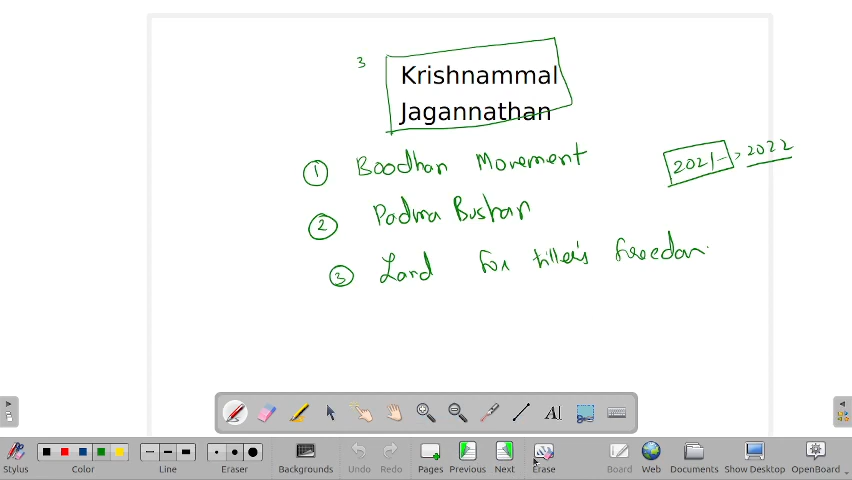 3
Krishnammal
Jagannathan
1 Boodhan Movement
2021-> 2022
2 Padma Bushan
3 Land for tiller's freedom
Stylus
Color
Line
Eraser
Backgrounds
Undo
Redo
Pages
Previous
Next
Erase
Board
Web
Documents
Show Desktop
OpenBoard